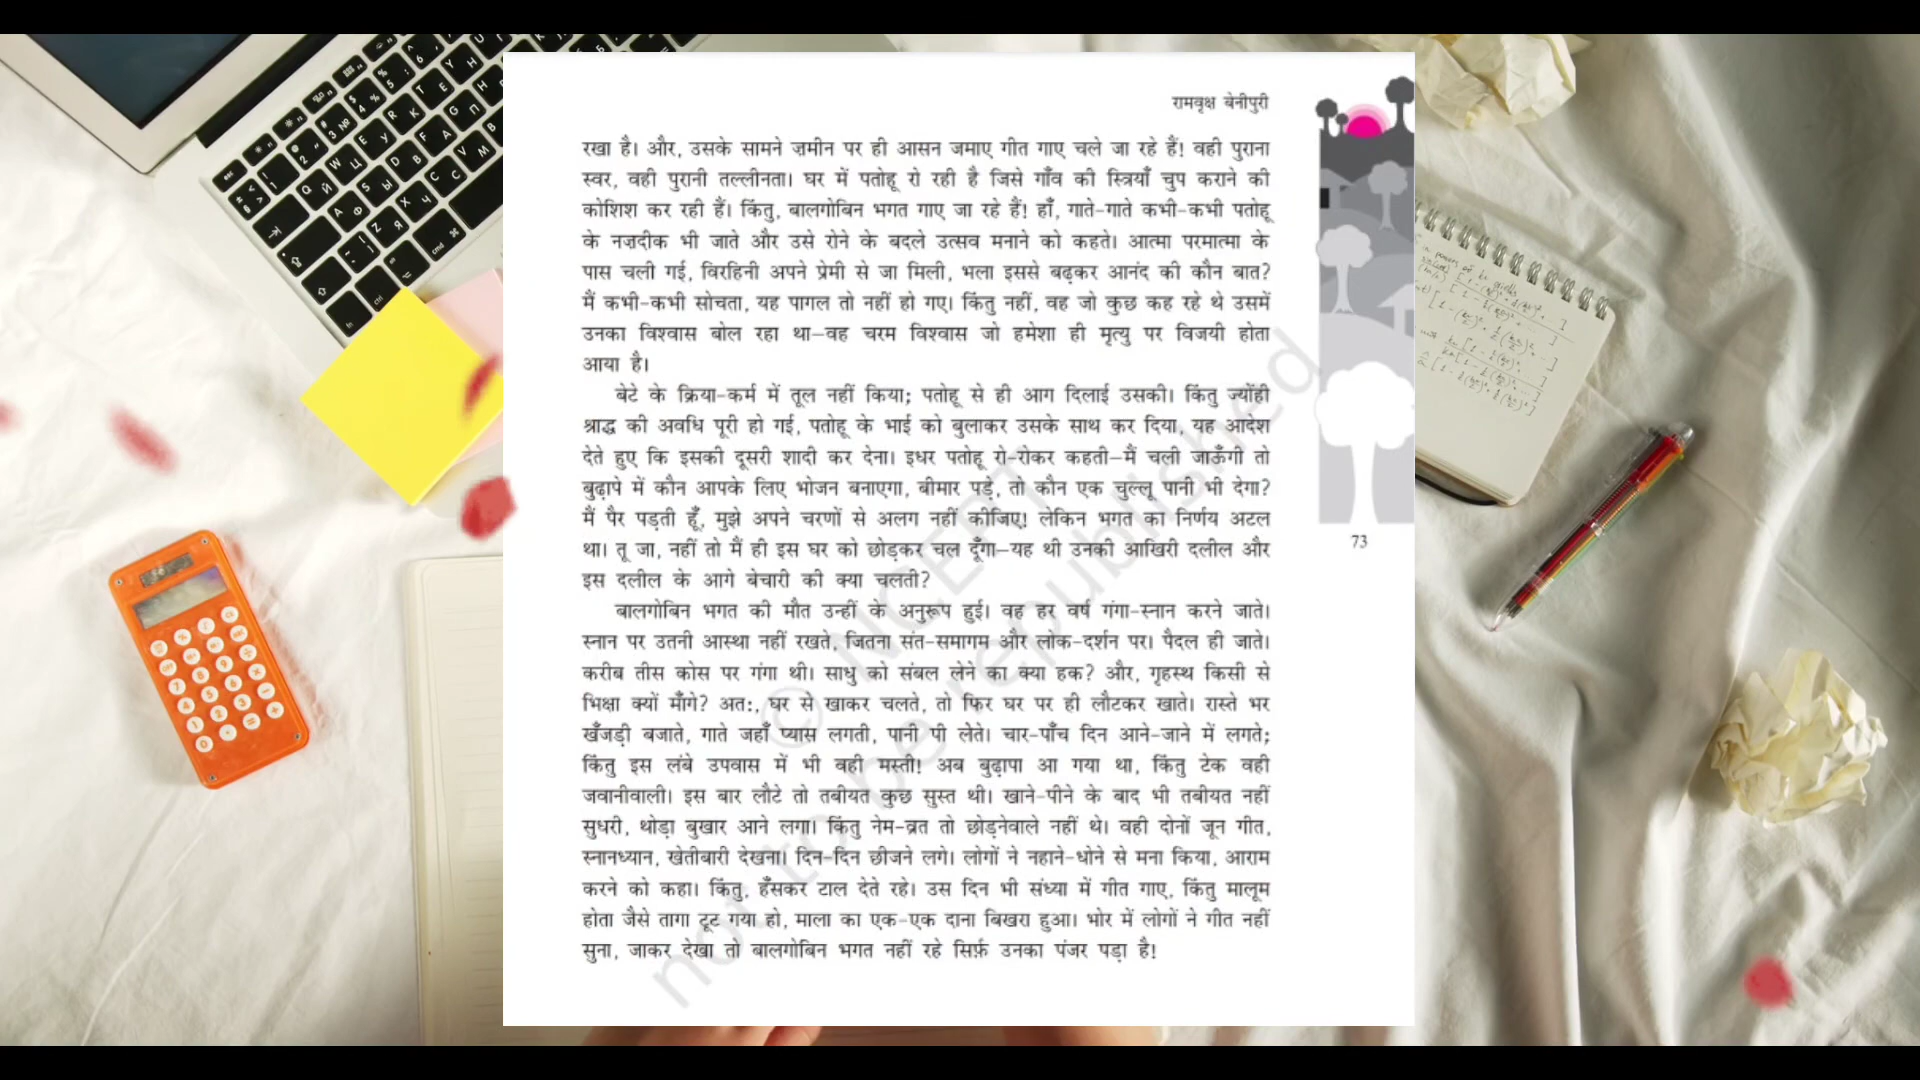 रामवृक्ष बेनीपुरी
रखा है। और, उसके सामने ज़मीन पर ही आसन जमाए गीत गाए चले जा रहे हैं! वही पुराना
स्वर, वही पुरानी तल्लीनता। घर में पतोहू रो रही है जिसे गाँव की स्त्रियाँ चुप कराने की
कोशिश कर रही हैं। किंतु, बालगोबिन भगत गाए जा रहे हैं! हाँ, गाते-गाते कभी-कभी पतोहू
के नज़दीक भी जाते और उसे रोने के बदले उत्सव मनाने को कहते। आत्मा परमात्मा के
पास चली गई, विरहिनी अपने प्रेमी से जा मिली, भला इससे बढ़कर आनंद की कौन बात?
मैं कभी-कभी सोचता, यह पागल तो नहीं हो गए। किंतु नहीं, वह जो कुछ कह रहे थे उसमें
उनका विश्वास बोल रहा था—वह चरम विश्वास जो हमेशा ही मृत्यु पर विजयी होता
आया है।
बेटे के क्रिया-कर्म में तूल नहीं किया; पतोहू से ही आग दिलाई उसकी। किंतु ज्योंही
श्राद्ध की अवधि पूरी हो गई, पतोहू के भाई को बुलाकर उसके साथ कर दिया, यह आदेश
देते हुए कि इसकी दूसरी शादी कर देना। इधर पतोहू रो-रोकर कहती—मैं चली जाऊँगी तो
बुढ़ापे में कौन आपके लिए भोजन बनाएगा, बीमार पड़े, तो कौन एक चुल्लू पानी भी देगा?
मैं पैर पड़ती हूँ, मुझे अपने चरणों से अलग नहीं कीजिए! लेकिन भगत का निर्णय अटल
था। तू जा, नहीं तो मैं ही इस घर को छोड़कर चल दूँगा—यह थी उनकी आखिरी दलील और
इस दलील के आगे बेचारी की क्या चलती?
73
बालगोबिन भगत की मौत उन्हीं के अनुरूप हुई। वह हर वर्ष गंगा-स्नान करने जाते।
स्नान पर उतनी आस्था नहीं रखते, जितना संत-समागम और लोक-दर्शन पर। पैदल ही जाते।
करीब तीस कोस पर गंगा थी। साधु को संबल लेने का क्या हक? और, गृहस्थ किसी से
भिक्षा क्यों माँगे? अतः, घर से खाकर चलते, तो फिर घर पर ही लौटकर खाते। रास्ते भर
खँजड़ी बजाते, गाते जहाँ प्यास लगती, पानी पी लेते। चार-पाँच दिन आने-जाने में लगते;
किंतु इस लंबे उपवास में भी वही मस्ती! अब बुढ़ापा आ गया था, किंतु टेक वही
जवानीवाली। इस बार लौटे तो तबीयत कुछ सुस्त थी। खाने-पीने के बाद भी तबीयत नहीं
सुधरी, थोड़ा बुखार आने लगा। किंतु नेम-व्रत तो छोड़नेवाले नहीं थे। वही दोनों जून गीत,
स्नानध्यान, खेतीबारी देखना। दिन-दिन छीजने लगे। लोगों ने नहाने-धोने से मना किया, आराम
करने को कहा। किंतु, हँसकर टाल देते रहे। उस दिन भी संध्या में गीत गाए, किंतु मालूम
होता जैसे तागा टूट गया हो, माला का एक-एक दाना बिखरा हुआ। भोर में लोगों ने गीत नहीं
सुना, जाकर देखा तो बालगोबिन भगत नहीं रहे सिर्फ़ उनका पंजर पड़ा है!
© NCERT
not to be republished